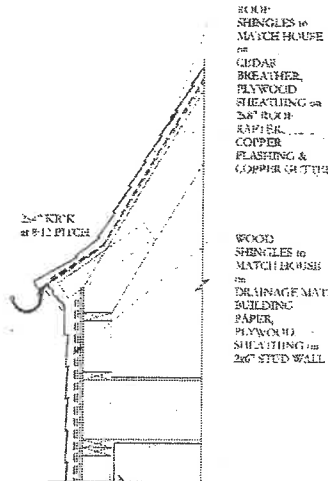 ROOF
SHINGLES to
MATCH HOUSE
on
CEDAR
BREATHER,
PLYWOOD
SHEATHING on
2x8" ROOF
RAFTER,
COPPER
FLASHING &
COPPER GUTTER
2x4" KICK
at 8:12 PITCH
WOOD
SHINGLES to
MATCH HOUSE
on
DRAINAGE MAT,
BUILDING
PAPER,
PLYWOOD
SHEATHING on
2x6" STUD WALL